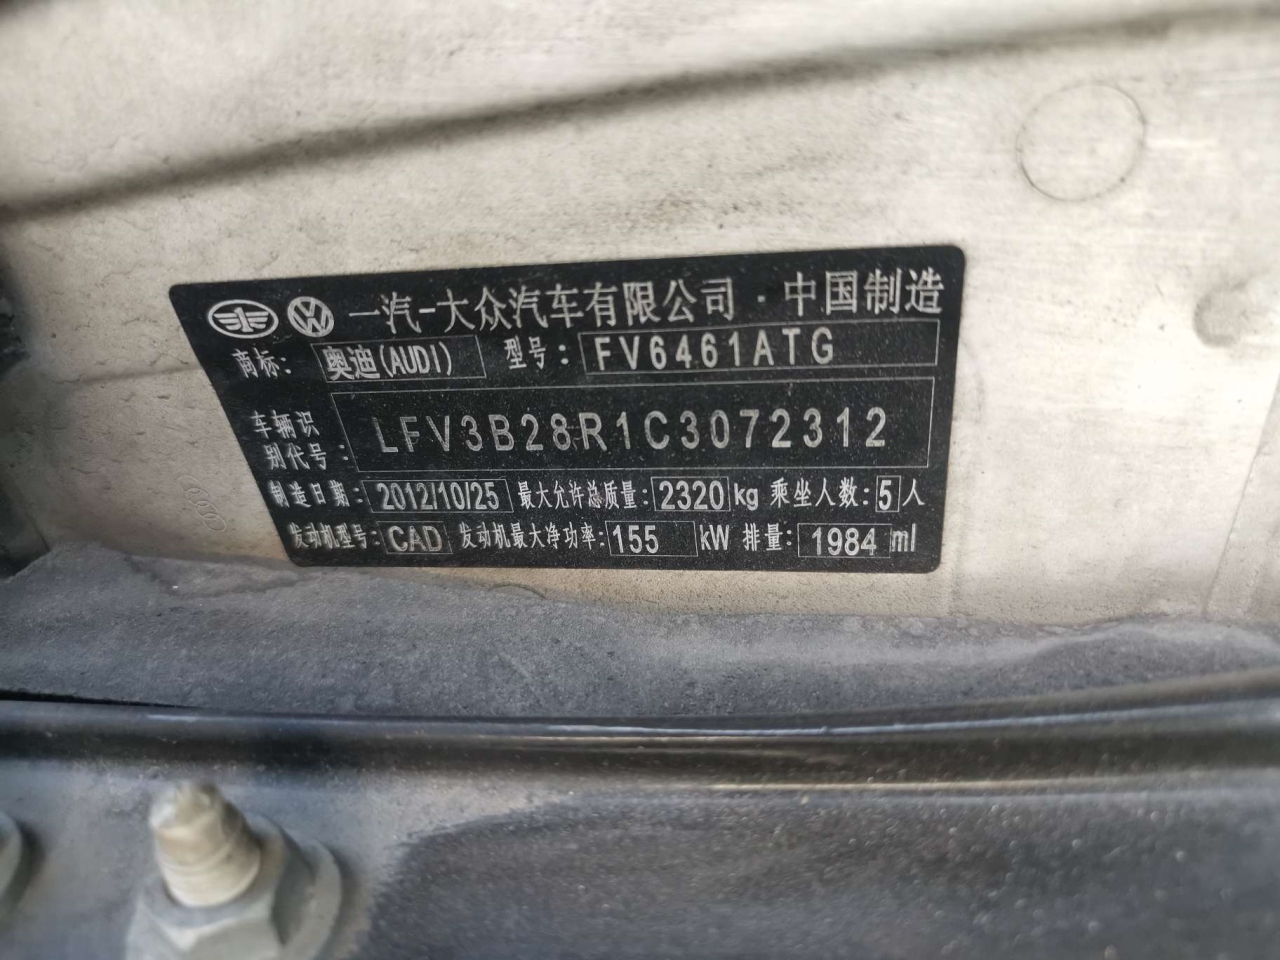 一汽-大众汽车有限公司·中国制造
商标: 奥迪(AUDI) 型号: FV6461ATG
车辆识别代号: LFV3B28R1C3072312
制造日期: 2012/10/25 最大允许总质量: 2320 kg 乘坐人数: 5 人
发动机型号: CAD 发动机最大净功率: 155 kW 排量: 1984 ml